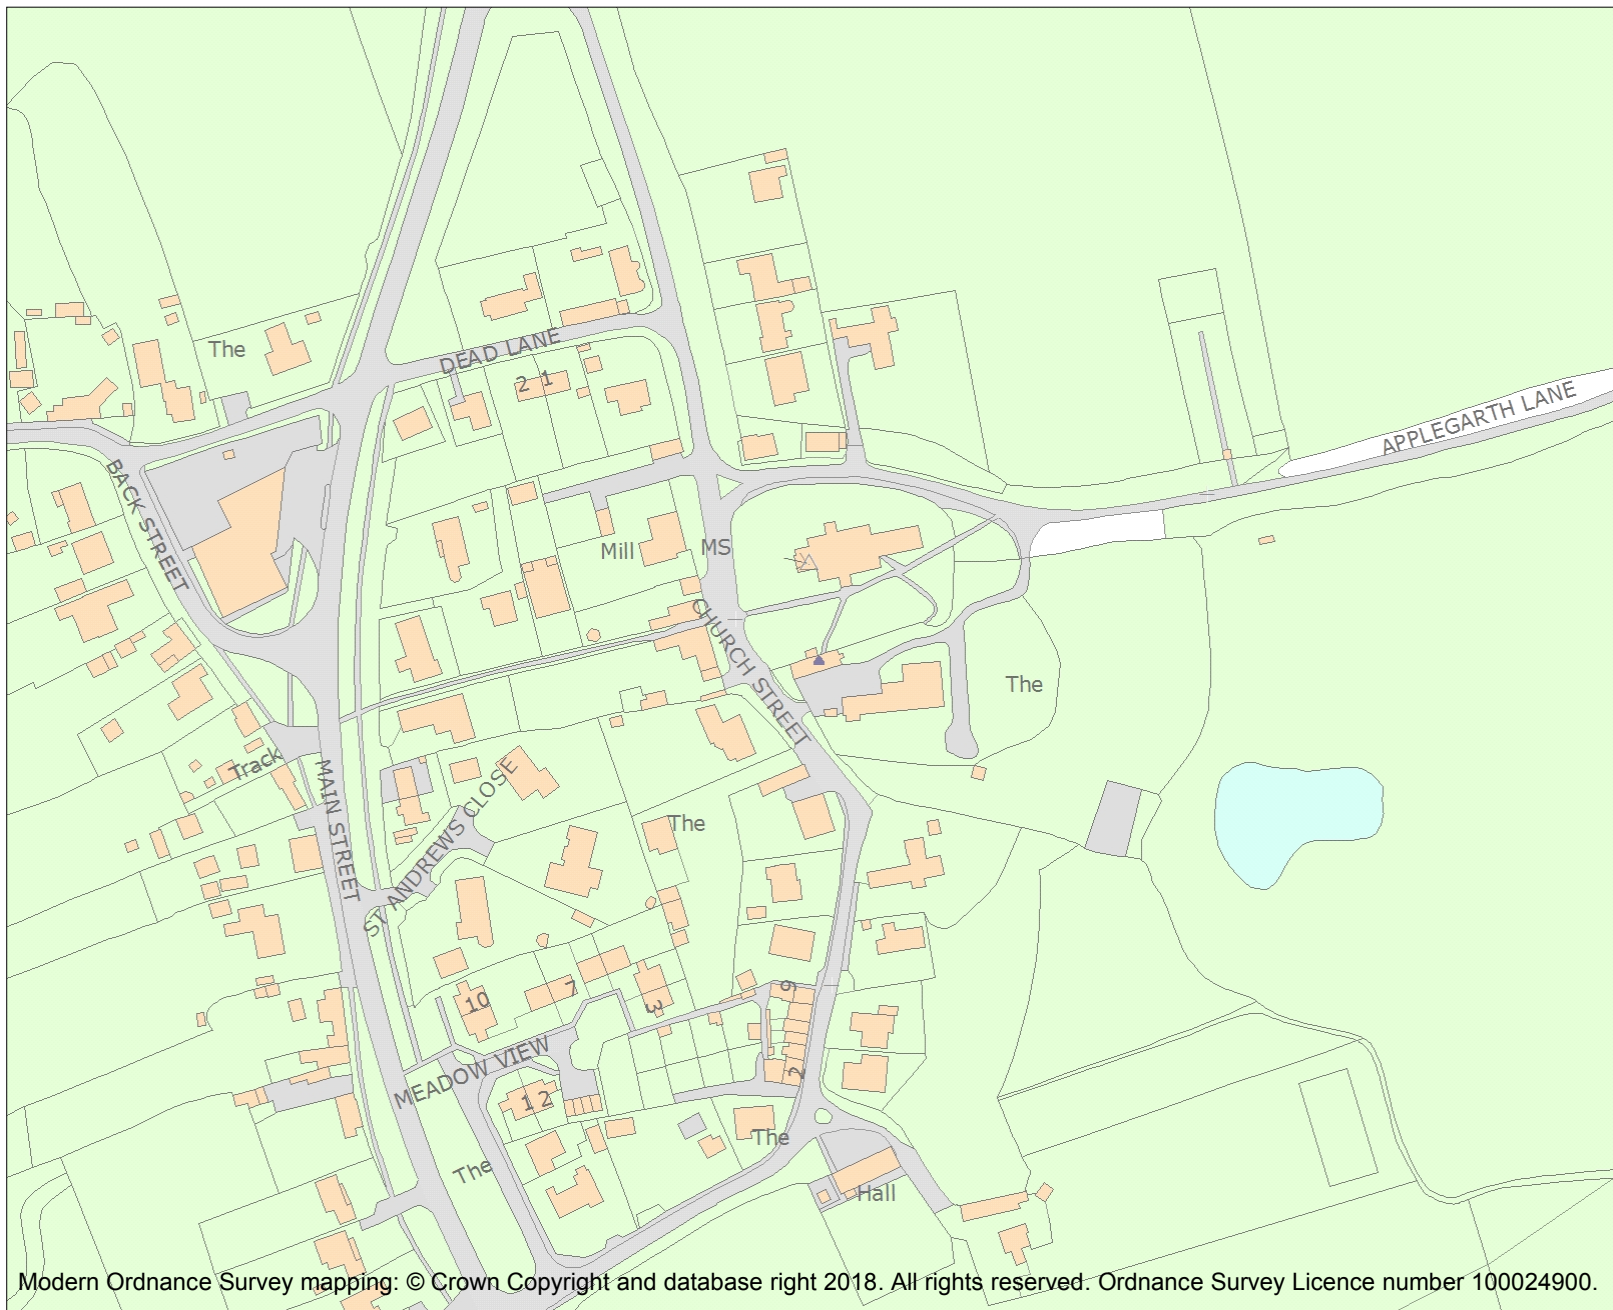 The
DEAD LANE
2 1
APPLEGARTH LANE
BACK STREET
Mill
MS
CHURCH STREET
The
Track
MAIN STREET
ST ANDREWS CLOSE
The
10
7
3
6
2
MEADOW VIEW
1 2
The
The
Hall
Modern Ordnance Survey mapping: © Crown Copyright and database right 2018. All rights reserved. Ordnance Survey Licence number 100024900.